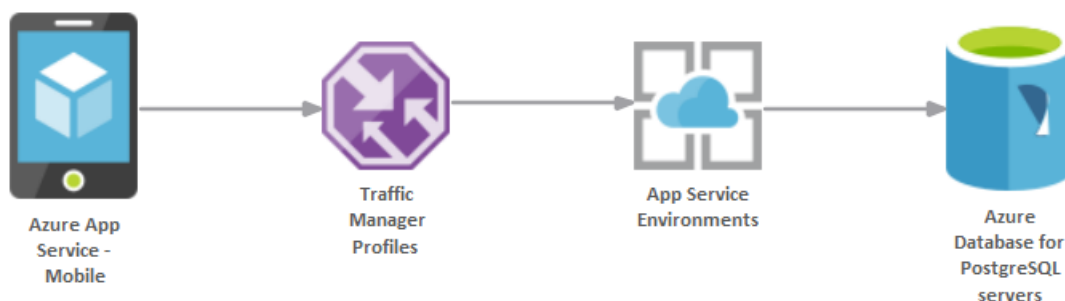 Azure App
Service -
Mobile
Traffic
Manager
Profiles
App Service
Environments
Azure
Database for
PostgreSQL
servers